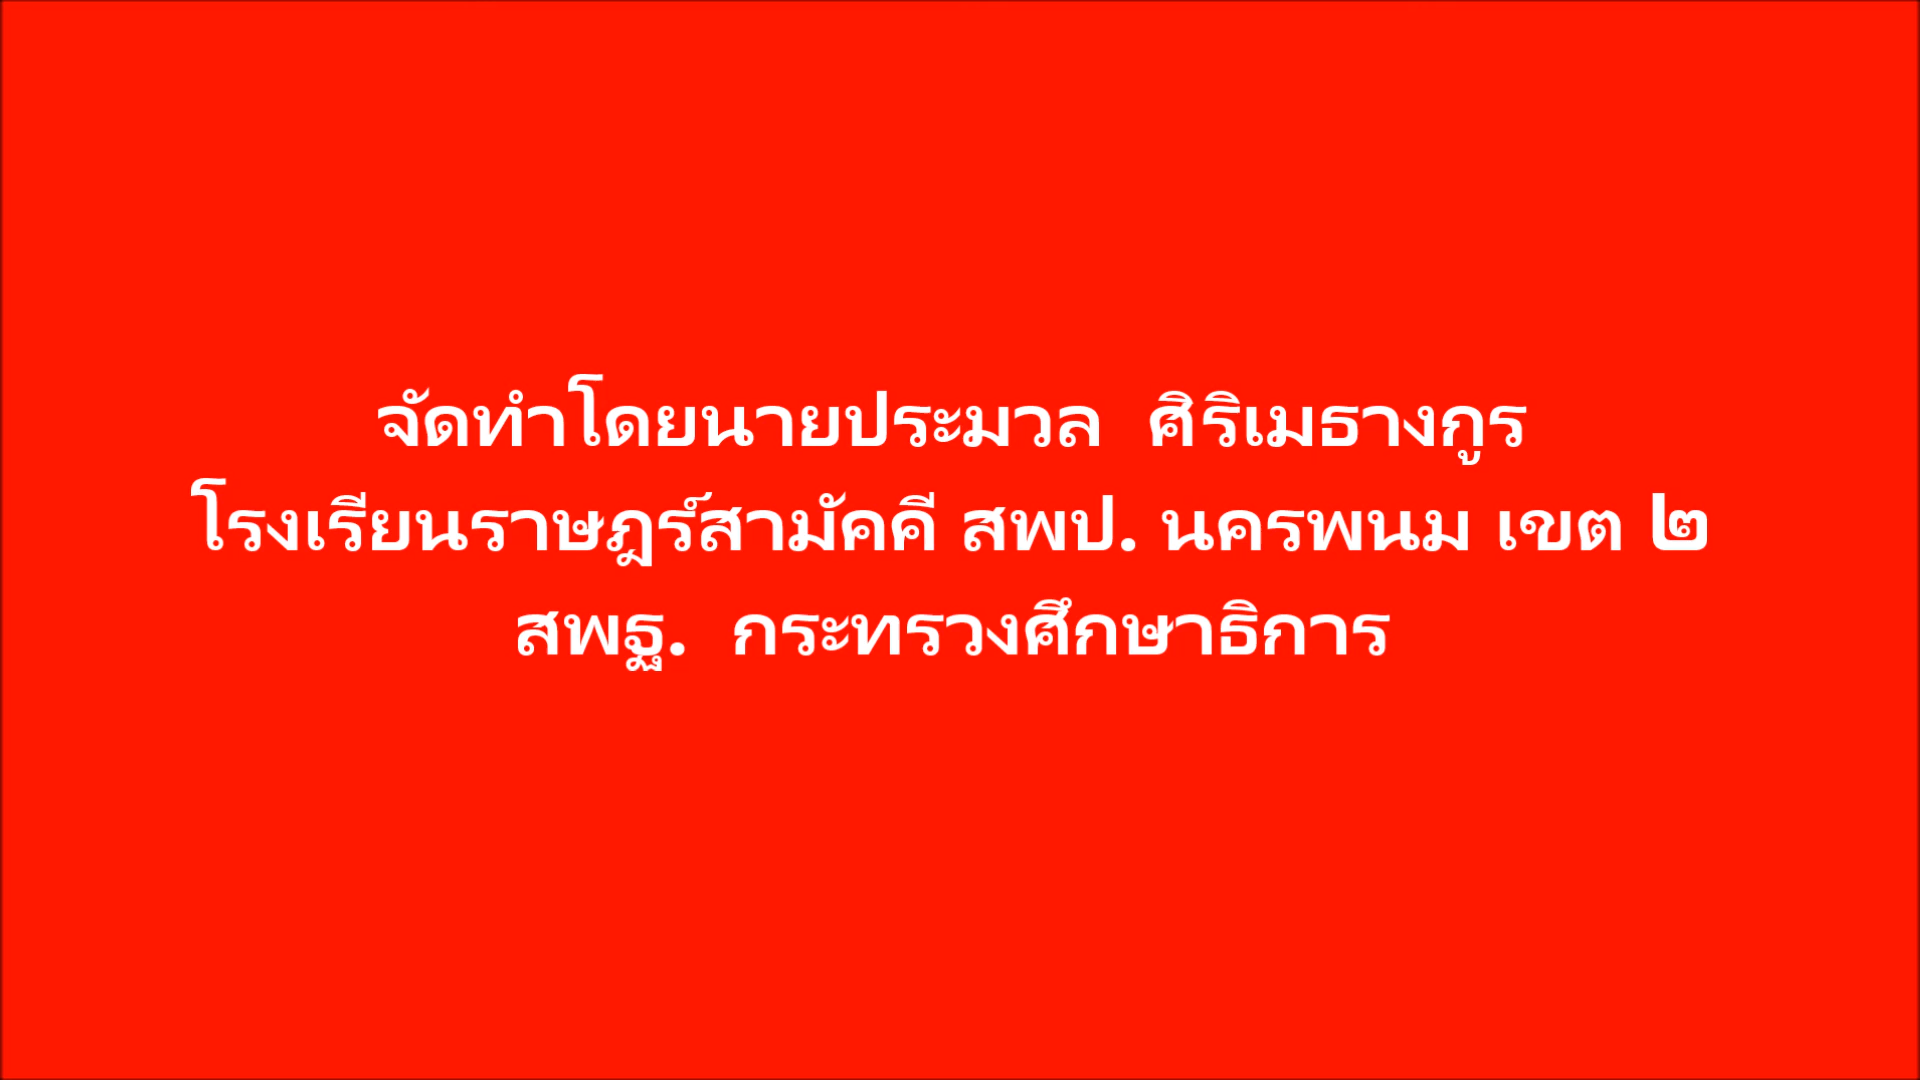 จัดทำโดยนายประมวล  ศิริเมธางกูร
โรงเรียนราษฎร์สามัคคี สพป. นครพนม เขต ๒
สพฐ.  กระทรวงศึกษาธิการ